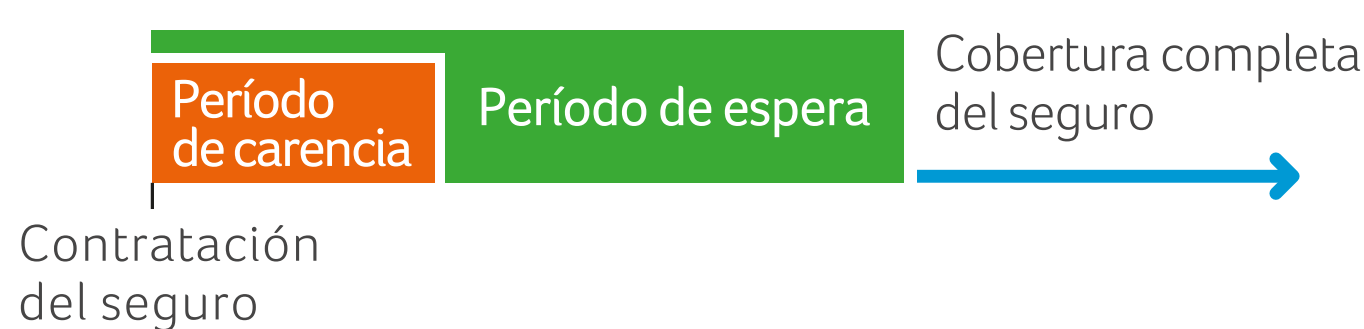 Período
de carencia
Período de espera
Cobertura completa
del seguro
Contratación
del seguro